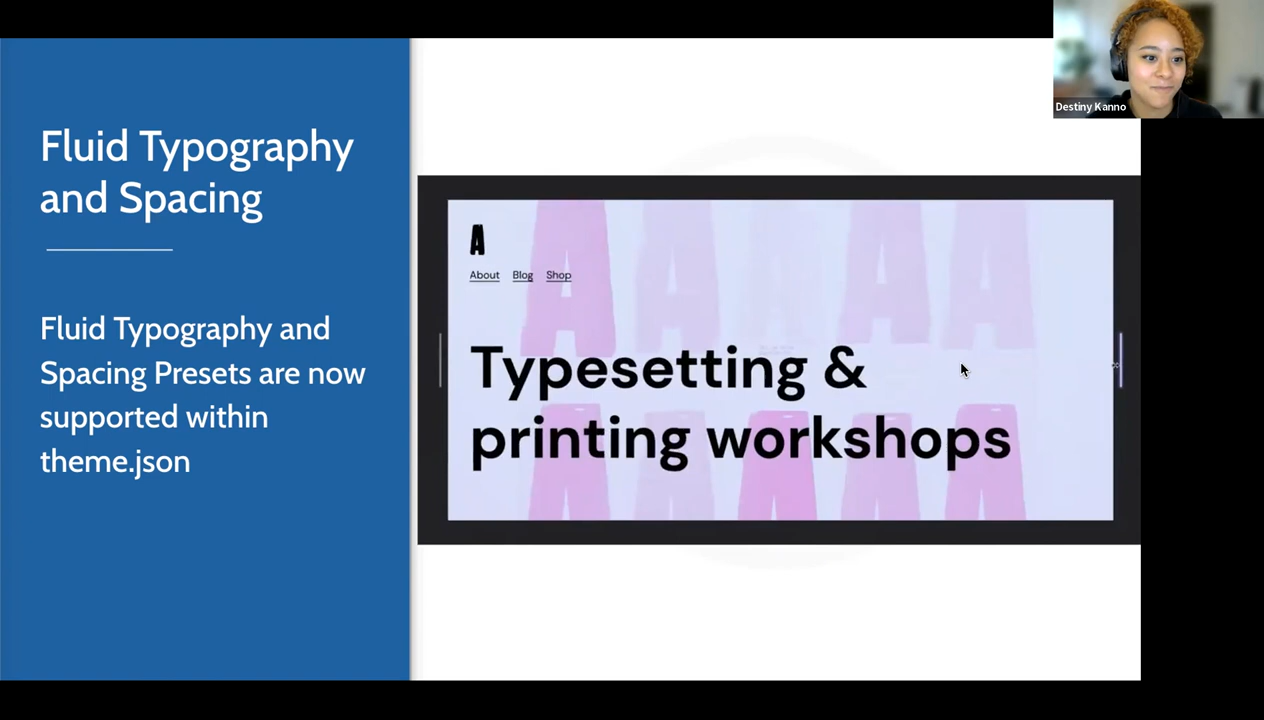 Fluid Typography
and Spacing
Fluid Typography and
Spacing Presets are now
supported within
theme.json
A
About Blog Shop
Typesetting &
printing workshops
Destiny Kanno